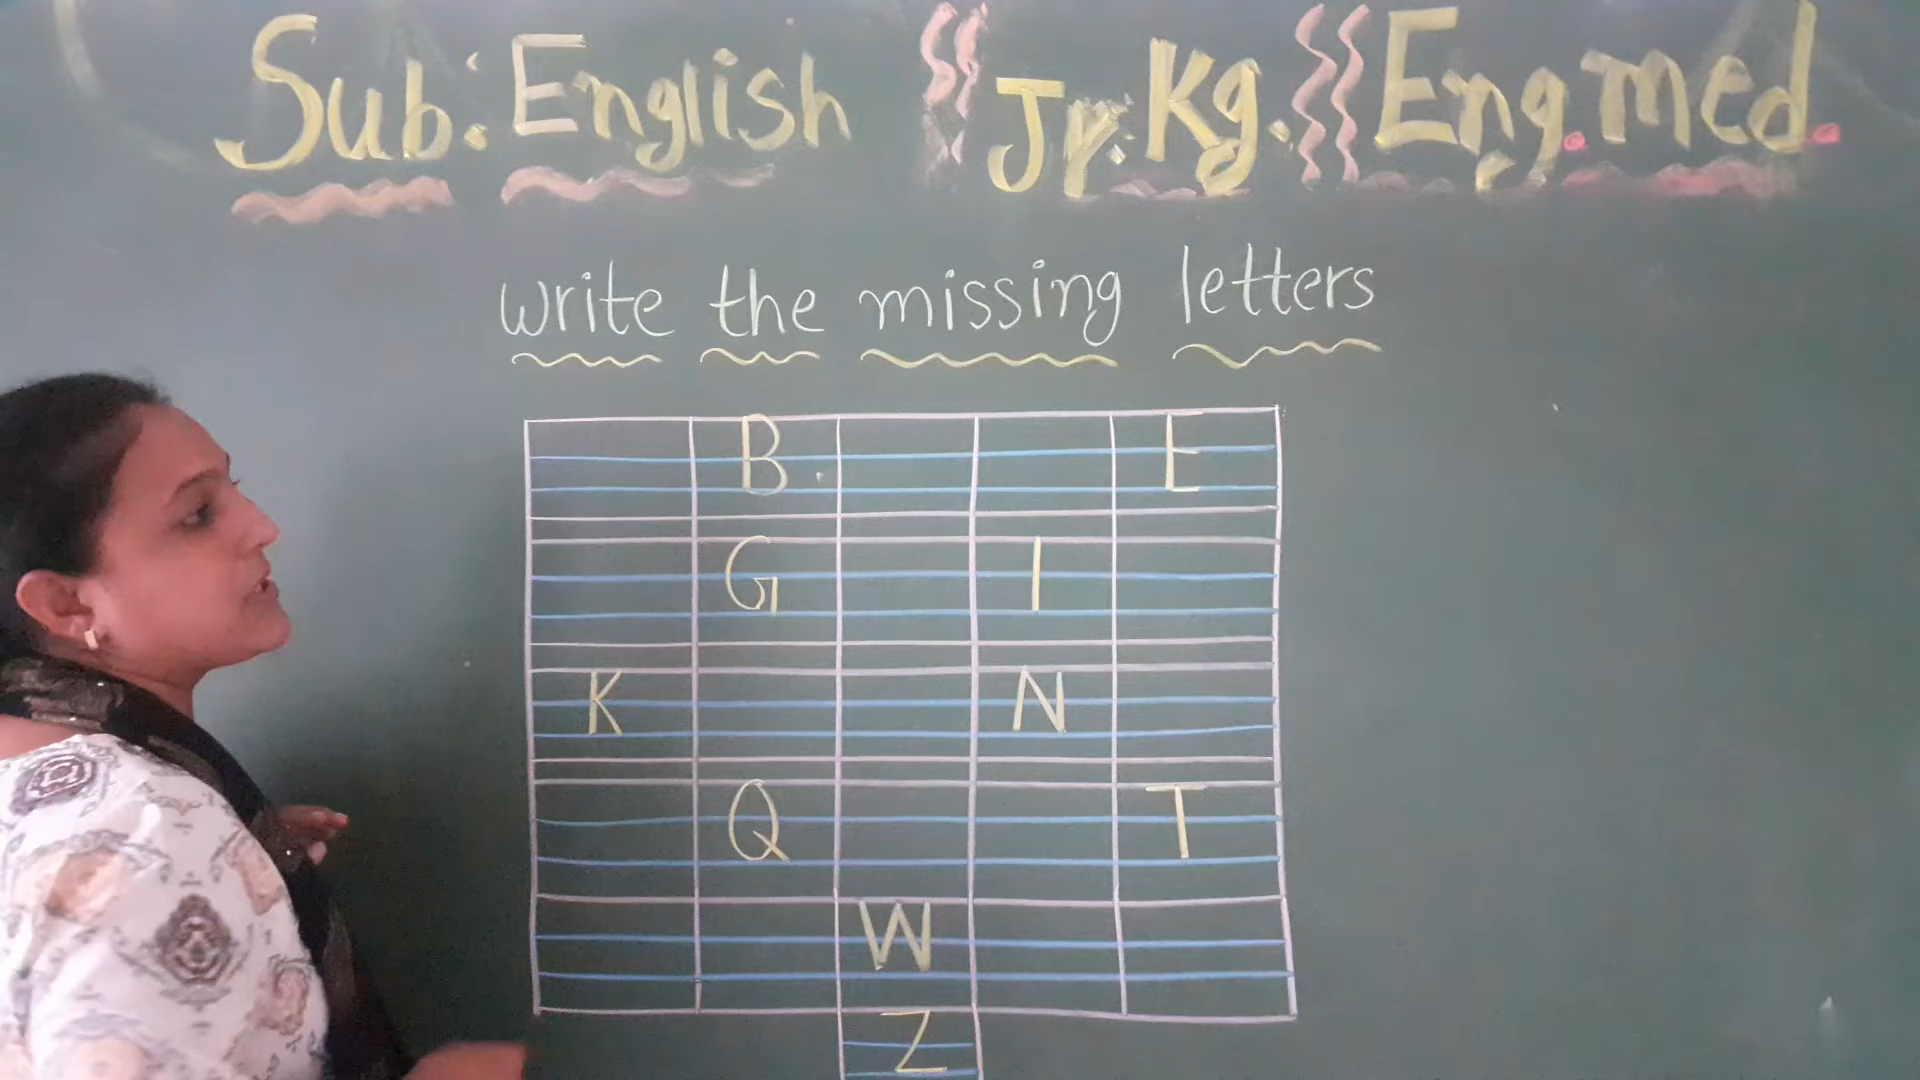 Sub: English Jr. Kg. Eng. med.
write the missing letters
B E
G I
K N
Q T
W
Z